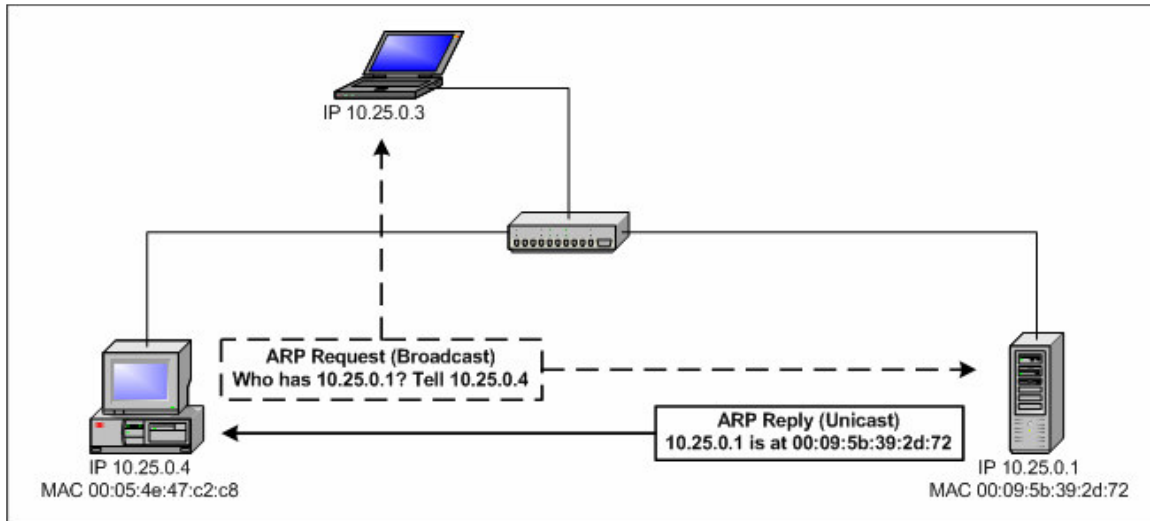 IP 10.25.0.3
ARP Request (Broadcast)
Who has 10.25.0.1? Tell 10.25.0.4
ARP Reply (Unicast)
10.25.0.1 is at 00:09:5b:39:2d:72
IP 10.25.0.4
MAC 00:05:4e:47:c2:c8
IP 10.25.0.1
MAC 00:09:5b:39:2d:72